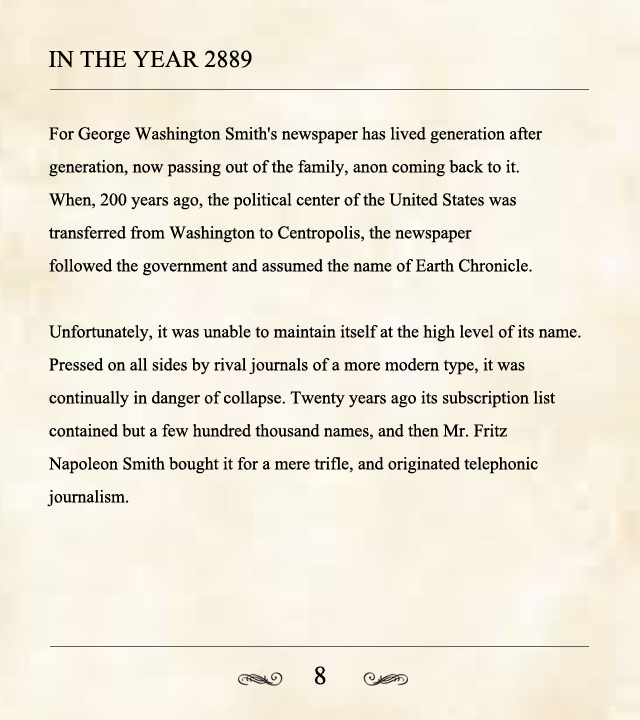 IN THE YEAR 2889
For George Washington Smith's newspaper has lived generation after
generation, now passing out of the family, anon coming back to it.
When, 200 years ago, the political center of the United States was
transferred from Washington to Centropolis, the newspaper
followed the government and assumed the name of Earth Chronicle.
Unfortunately, it was unable to maintain itself at the high level of its name.
Pressed on all sides by rival journals of a more modern type, it was
continually in danger of collapse. Twenty years ago its subscription list
contained but a few hundred thousand names, and then Mr. Fritz
Napoleon Smith bought it for a mere trifle, and originated telephonic
journalism.
8